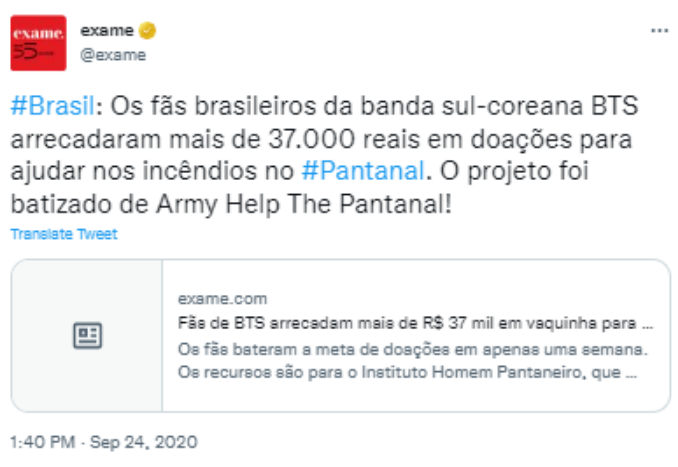 exame.
55
exame
@exame
#Brasil: Os fãs brasileiros da banda sul-coreana BTS
arrecadaram mais de 37.000 reais em doações para
ajudar nos incêndios no #Pantanal. O projeto foi
batizado de Army Help The Pantanal!
Translate Tweet
exame.com
Fãs de BTS arrecadam mais de R$ 37 mil em vaquinha para ...
Os fãs bateram a meta de doações em apenas uma semana.
Os recursos são para o Instituto Homem Pantaneiro, que ...
1:40 PM · Sep 24, 2020